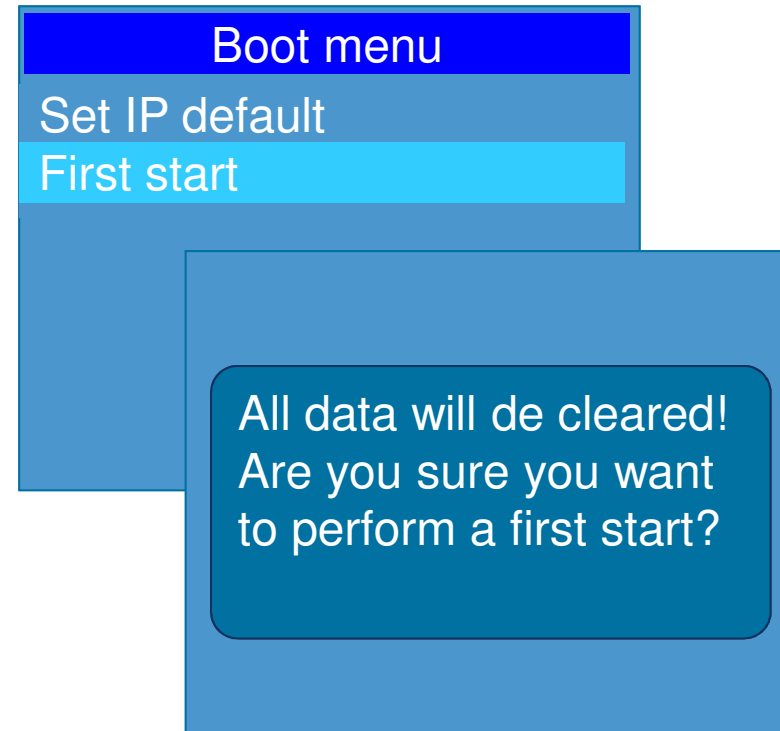 Boot menu
Set IP default
First start
All data will de cleared!
Are you sure you want
to perform a first start?